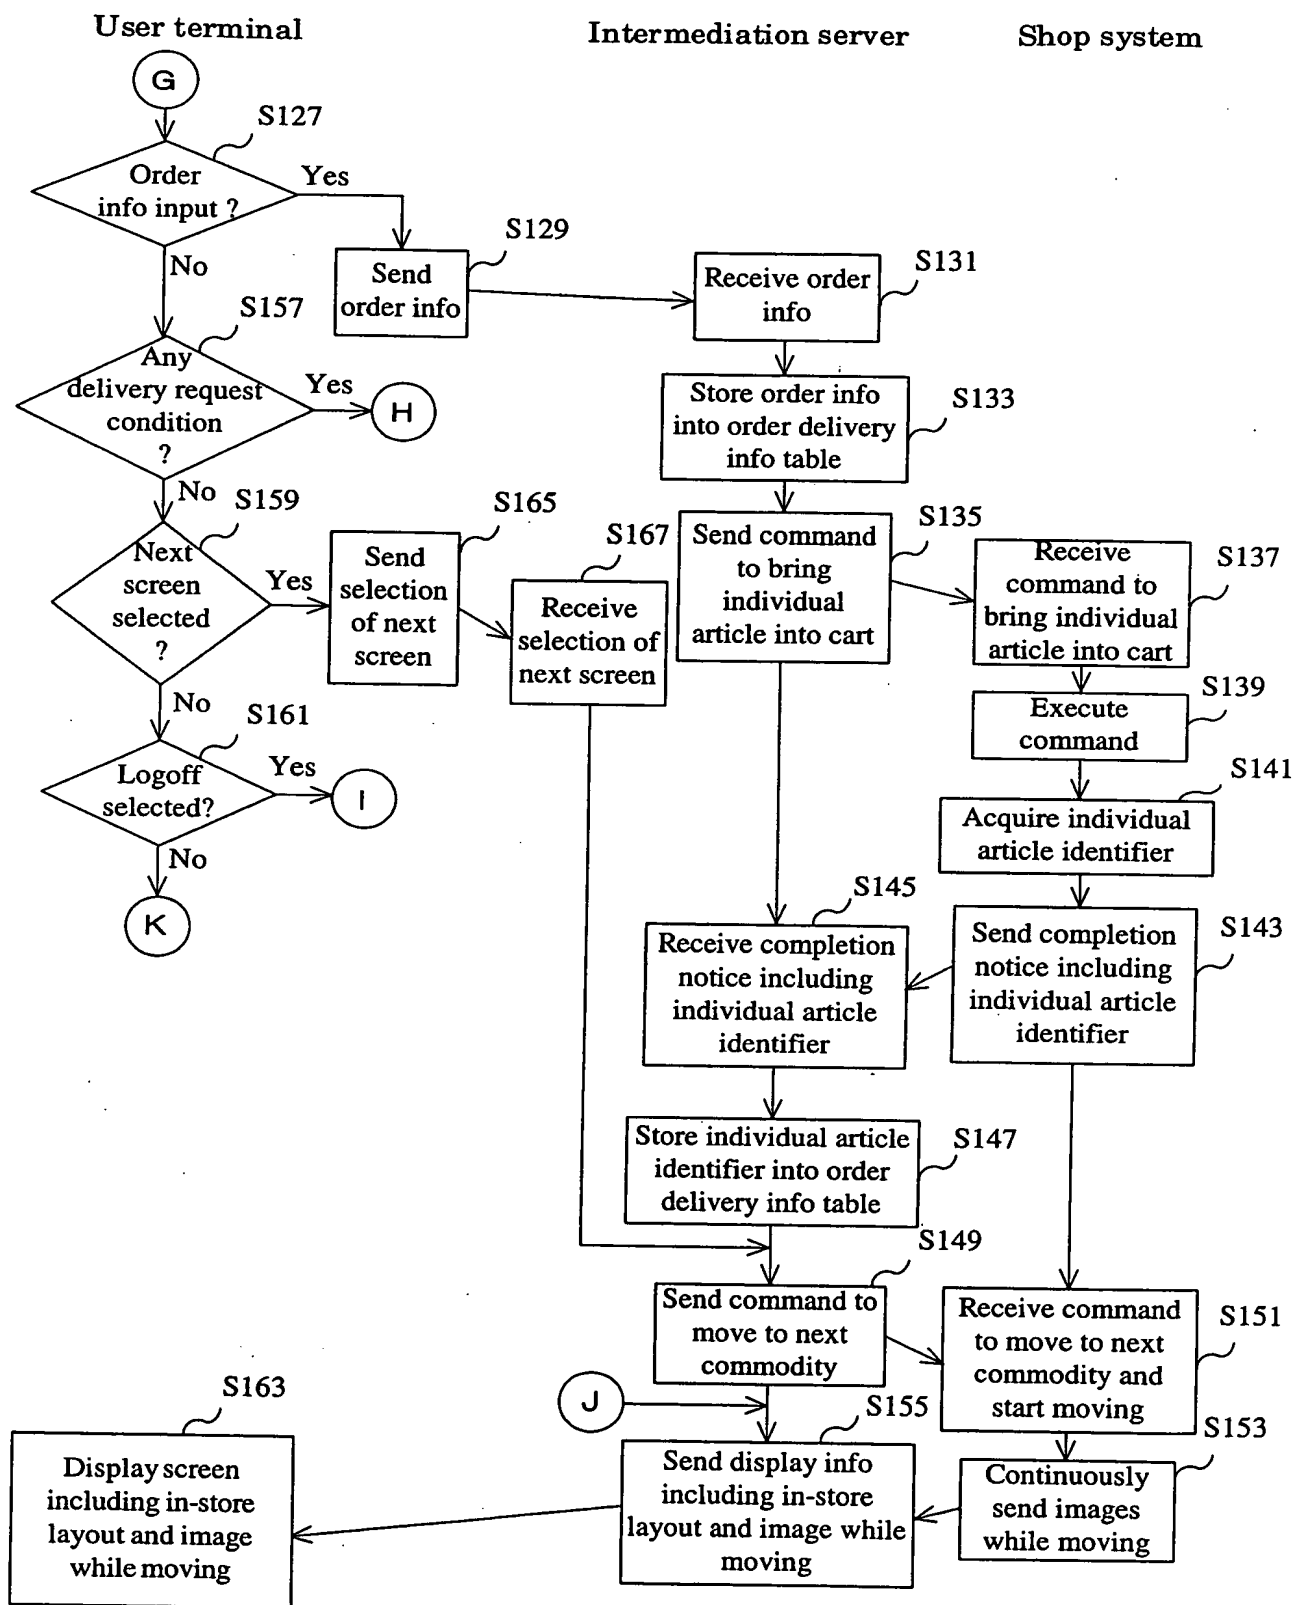 User terminal
Intermediation server
Shop system
G
S127
Order
info input ?
Yes
No
S129
Send
order info
S131
Receive order
info
S157
Any
delivery request
condition
?
Yes
H
No
S133
Store order info
into order delivery
info table
S159
Next
screen
selected
?
Yes
No
S165
Send
selection
of next
screen
S167
Receive
selection of
next screen
S135
Send command
to bring
individual
article into cart
S137
Receive
command to
bring individual
article into cart
S139
Execute
command
S161
Logoff
selected?
Yes
I
No
K
S141
Acquire individual
article identifier
S143
Send completion
notice including
individual article
identifier
S145
Receive completion
notice including
individual article
identifier
S147
Store individual article
identifier into order
delivery info table
S149
Send command to
move to next
commodity
S151
Receive command
to move to next
commodity and
start moving
J
S155
Send display info
including in-store
layout and image while
moving
S153
Continuously
send images
while moving
S163
Display screen
including in-store
layout and image
while moving